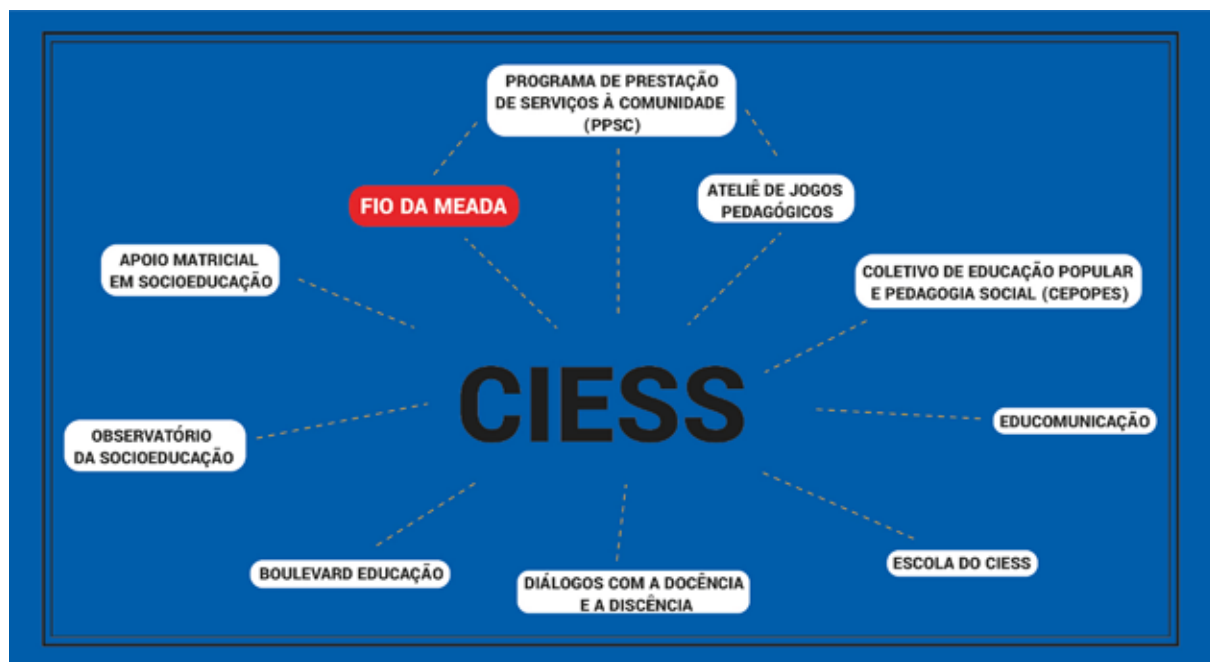 PROGRAMA DE PRESTAÇÃO
DE SERVIÇOS À COMUNIDADE
(PPSC)
FIO DA MEADA
ATELIÊ DE JOGOS
PEDAGÓGICOS
APOIO MATRICIAL
EM SOCIOEDUCAÇÃO
COLETIVO DE EDUCAÇÃO POPULAR
E PEDAGOGIA SOCIAL (CEPOPES)
CIESS
OBSERVATÓRIO
DA SOCIOEDUCAÇÃO
EDUCOMUNICAÇÃO
BOULEVARD EDUCAÇÃO
DIÁLOGOS COM A DOCÊNCIA
E A DISCÊNCIA
ESCOLA DO CIESS